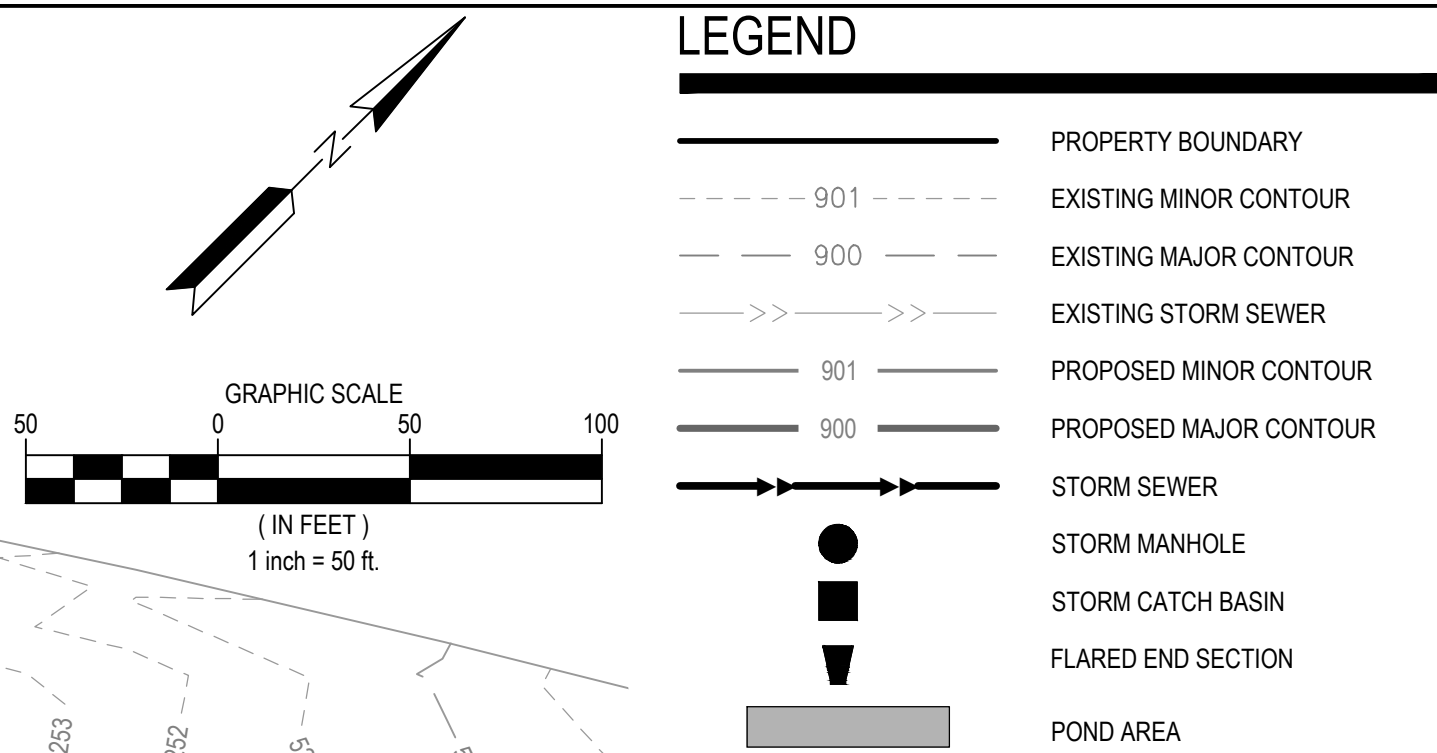 LEGEND
N
PROPERTY BOUNDARY
901 EXISTING MINOR CONTOUR
900 EXISTING MAJOR CONTOUR
>> >> EXISTING STORM SEWER
901 PROPOSED MINOR CONTOUR
900 PROPOSED MAJOR CONTOUR
STORM SEWER
STORM MANHOLE
STORM CATCH BASIN
FLARED END SECTION
POND AREA
GRAPHIC SCALE
50 0 50 100
( IN FEET )
1 inch = 50 ft.
253
252